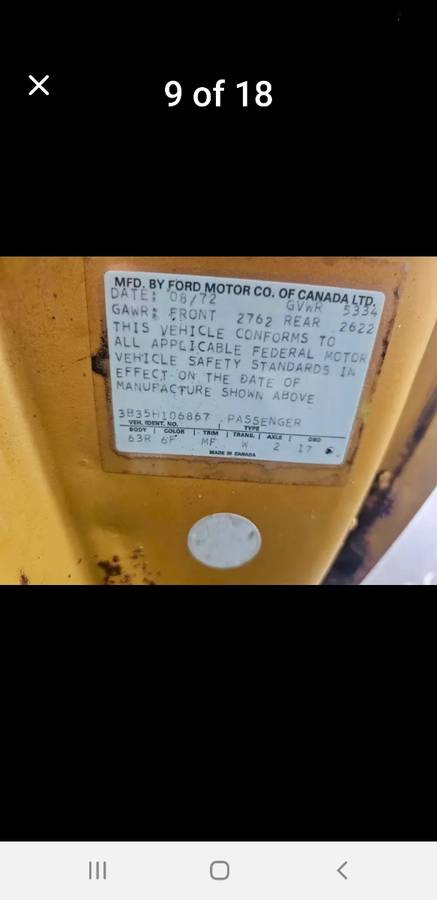 9 of 18
MFD. BY FORD MOTOR CO. OF CANADA LTD.
DATE: 08/72 GVWR 5334
GAWR: FRONT 2762 REAR 2622
THIS VEHICLE CONFORMS TO
ALL APPLICABLE FEDERAL MOTOR
VEHICLE SAFETY STANDARDS IN
EFFECT ON THE DATE OF
MANUFACTURE SHOWN ABOVE
3B35H106867 PASSENGER
VEH. IDENT. NO. TYPE
BODY COLOR TRIM TRANS. AXLE DSO
63R 6F MF W 2 17
MADE IN CANADA